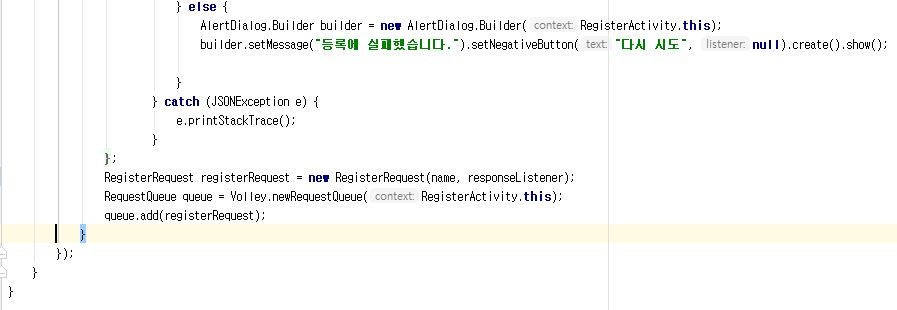 } else {
AlertDialog.Builder builder = new AlertDialog.Builder( context: RegisterActivity.this);
builder.setMessage("등록에 실패했습니다.").setNegativeButton( text: "다시 시도", listener: null).create().show();
}
} catch (JSONException e) {
e.printStackTrace();
}
};
RegisterRequest registerRequest = new RegisterRequest(name, responseListener);
RequestQueue queue = Volley.newRequestQueue( context: RegisterActivity.this);
queue.add(registerRequest);
}
});
}
}